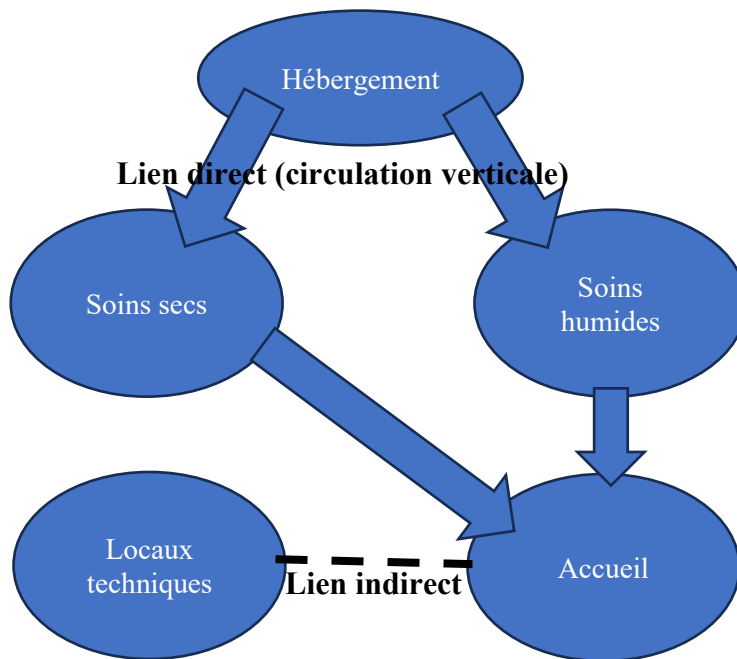 Hébergement
Lien direct (circulation verticale)
Soins secs
Soins
humides
Locaux
techniques
Lien indirect
Accueil